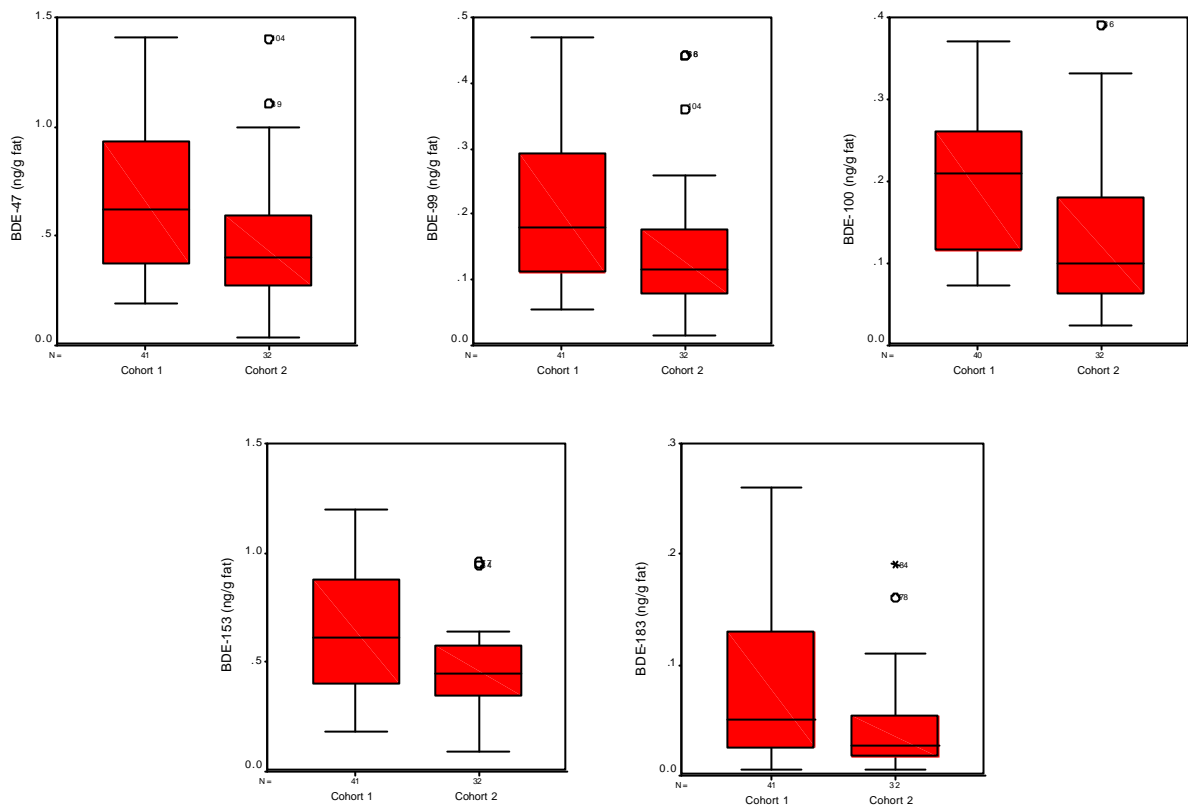 BDE-47 (ng/g fat)
1.5
1.0
.5
0.0
104
N =
41
32
Cohort 1
Cohort 2
BDE-99 (ng/g fat)
.5
.4
.3
.2
.1
0.0
104
N =
41
32
Cohort 1
Cohort 2
BDE-100 (ng/g fat)
.4
.3
.2
.1
0.0
N =
40
32
Cohort 1
Cohort 2
BDE-153 (ng/g fat)
1.5
1.0
.5
0.0
N =
41
32
Cohort 1
Cohort 2
BDE-183 (ng/g fat)
.3
.2
.1
0.0
84
78
N =
41
32
Cohort 1
Cohort 2